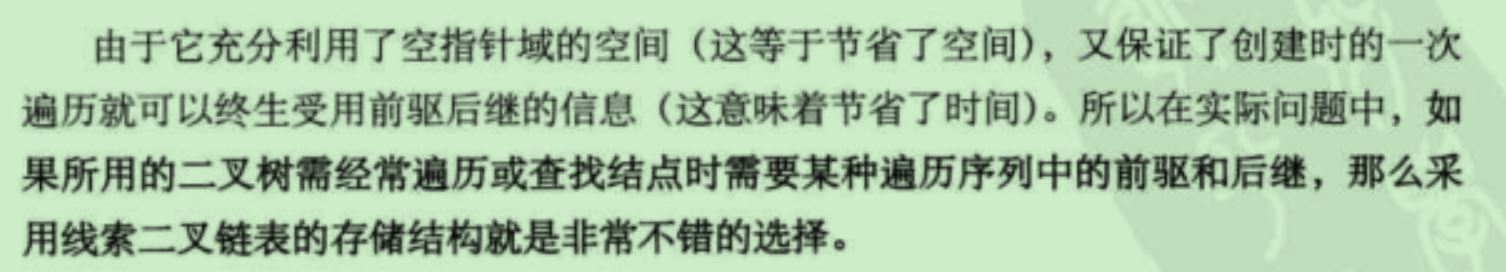 由于它充分利用了空指针域的空间（这等于节省了空间），又保证了创建时的一次
遍历就可以终生受用前驱后继的信息（这意味着节省了时间）。所以在实际问题中，如
果所用的二叉树需经常遍历或查找结点时需要某种遍历序列中的前驱和后继，那么采
用线索二叉链表的存储结构就是非常不错的选择。